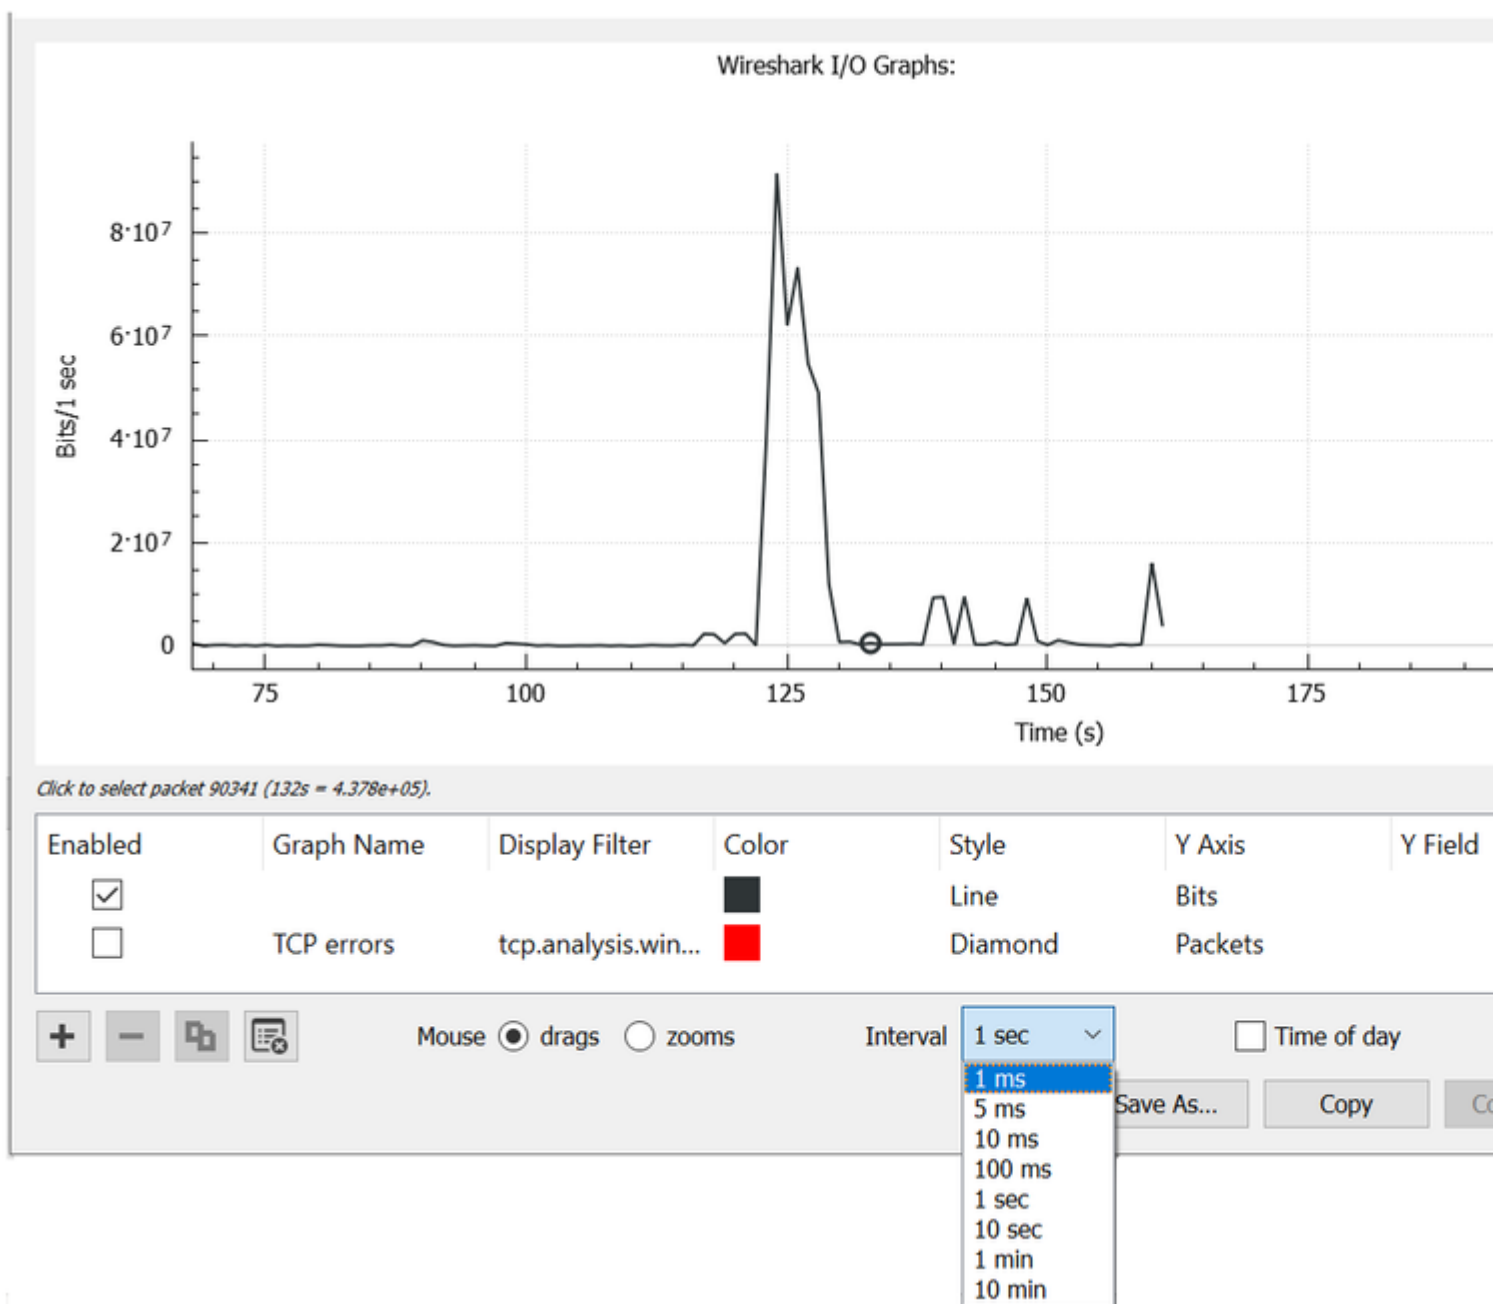 Wireshark I/O Graphs:
8·10⁷
6·10⁷
4·10⁷
2·10⁷
0
Bits/1 sec
75 100 125 150 175
Time (s)
Click to select packet 90341 (132s = 4.378e+05).
Enabled Graph Name Display Filter Color Style Y Axis Y Field
Line Bits
TCP errors tcp.analysis.win... Diamond Packets
Mouse drags zooms Interval 1 sec Time of day
1 ms
5 ms
Save As... Copy
10 ms
100 ms
1 sec
10 sec
1 min
10 min